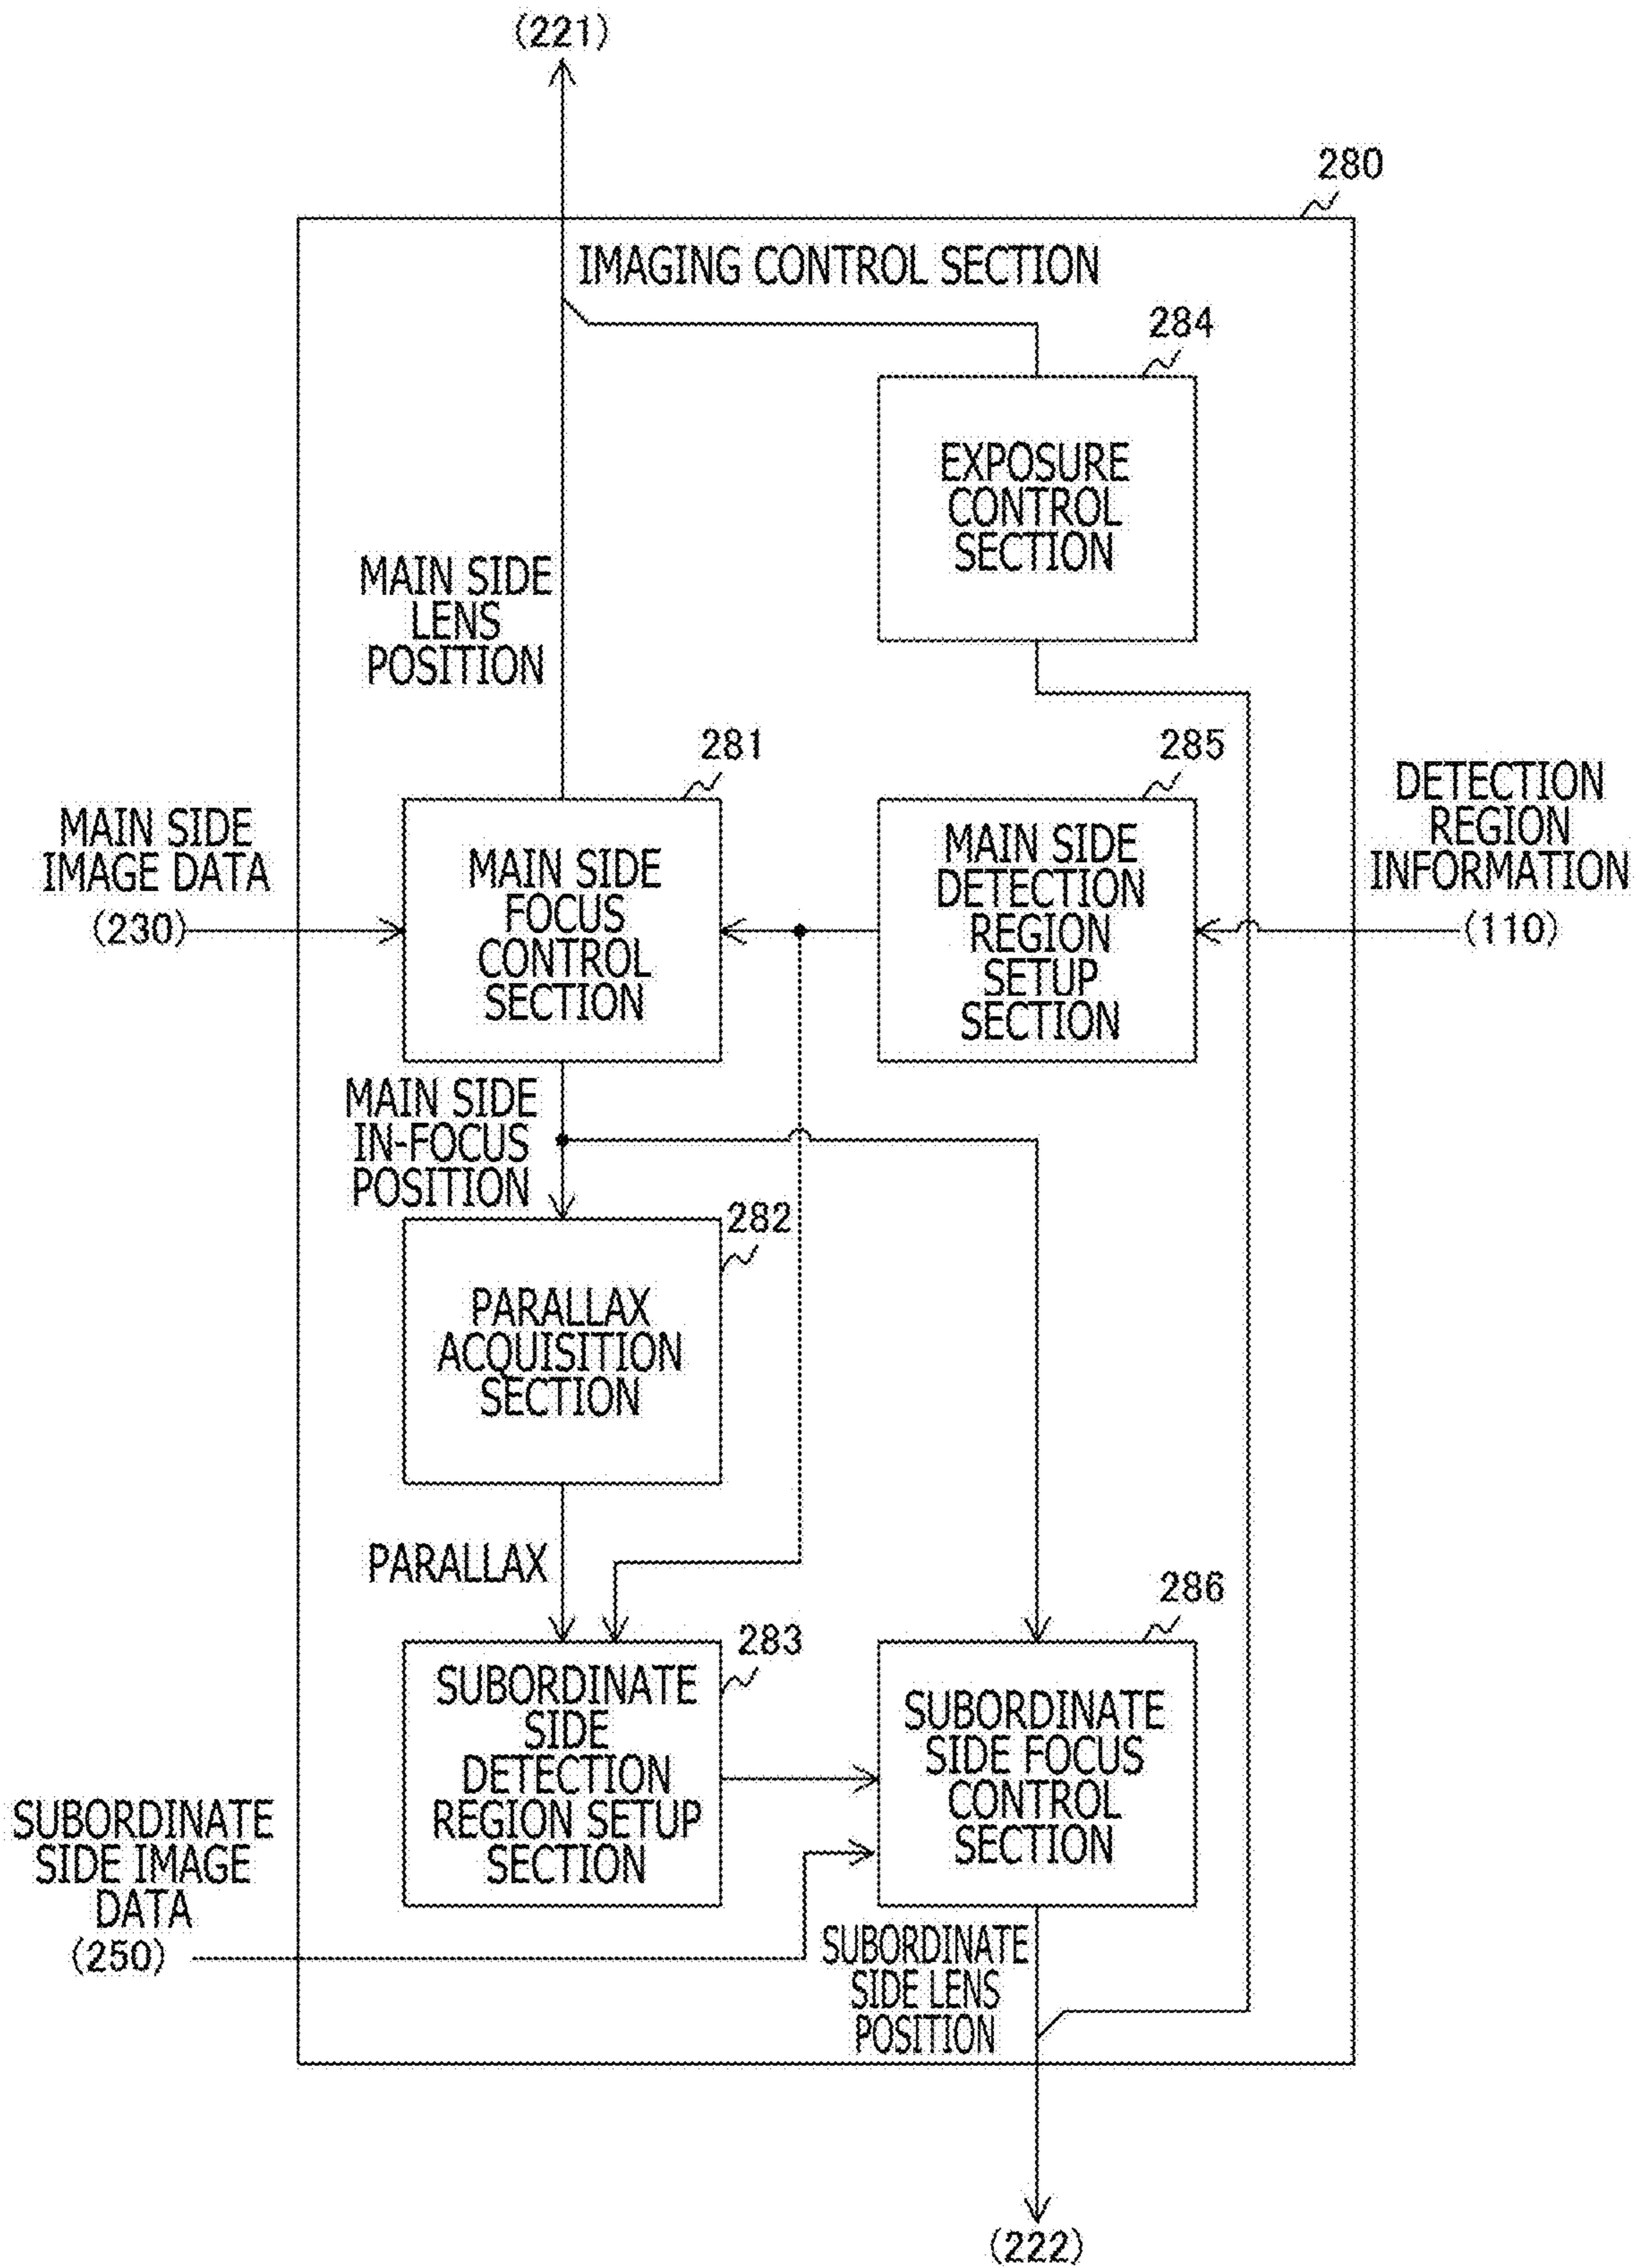 (221)
280
IMAGING CONTROL SECTION
284
EXPOSURE
CONTROL
SECTION
MAIN SIDE
LENS
POSITION
281
285
DETECTION
REGION
INFORMATION
(110)
MAIN SIDE
IMAGE DATA
(230)
MAIN SIDE
FOCUS
CONTROL
SECTION
MAIN SIDE
DETECTION
REGION
SETUP
SECTION
MAIN SIDE
IN-FOCUS
POSITION
282
PARALLAX
ACQUISITION
SECTION
PARALLAX
283
286
SUBORDINATE
SIDE
DETECTION
REGION SETUP
SECTION
SUBORDINATE
SIDE FOCUS
CONTROL
SECTION
SUBORDINATE
SIDE IMAGE
DATA
(250)
SUBORDINATE
SIDE LENS
POSITION
(222)